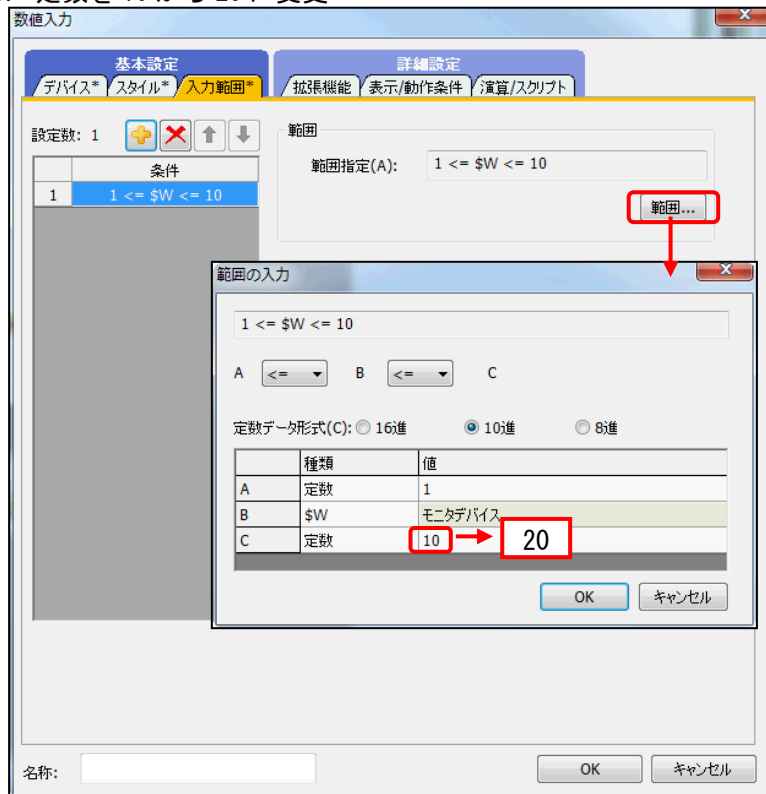 数値入力
基本設定
詳細設定
デバイス* スタイル* 入力範囲* 拡張機能 表示/動作条件 演算/スクリプト
設定数: 1
条件
1 1 <= $W <= 10
範囲
範囲指定(A): 1 <= $W <= 10
範囲...
範囲の入力
1 <= $W <= 10
A <= B <= C
定数データ形式(C): 16進 10進 8進
種類 値
A 定数 1
B $W モニタデバイス
C 定数 10 20
OK キャンセル
名称:
OK キャンセル